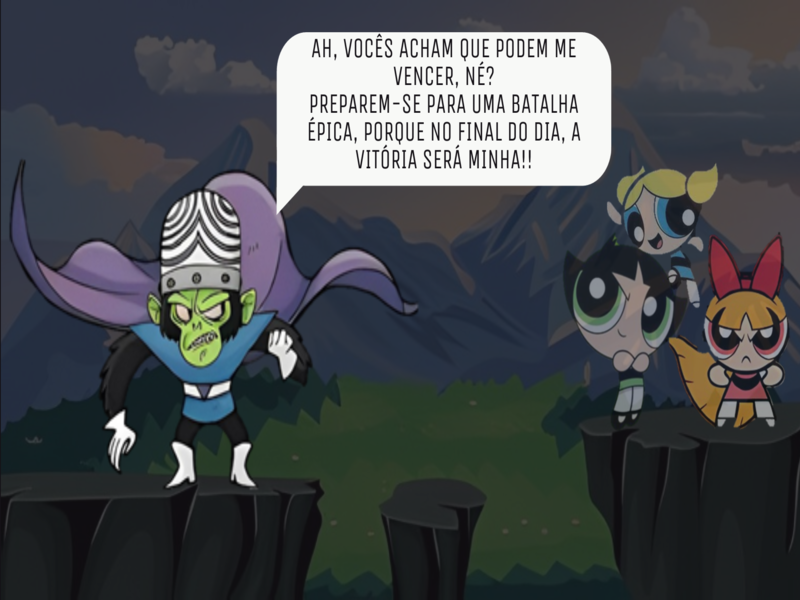 AH, VOCÊS ACHAM QUE PODEM ME
VENCER, NÉ?
PREPAREM-SE PARA UMA BATALHA
ÉPICA, PORQUE NO FINAL DO DIA, A
VITÓRIA SERÁ MINHA!!